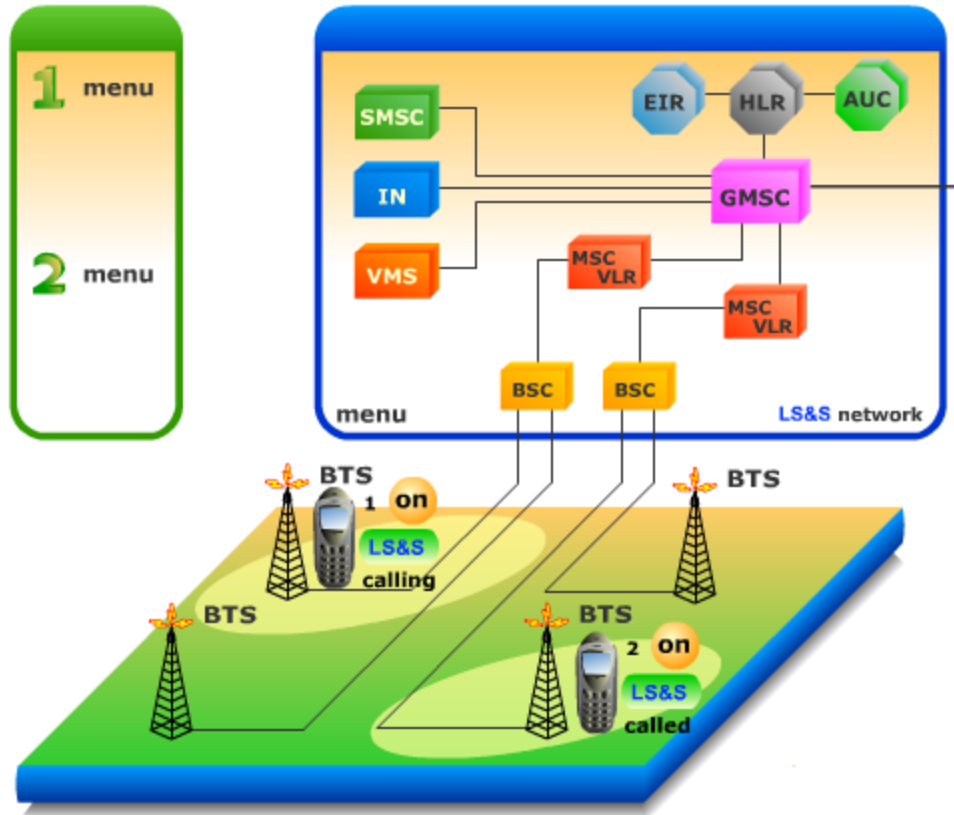 1 menu
2 menu
SMSC
IN
VMS
EIR
HLR
AUC
GMSC
MSC
VLR
MSC
VLR
BSC
BSC
menu
LS&S network
BTS
1 on
LS&S
calling
BTS
BTS
BTS
2 on
LS&S
called